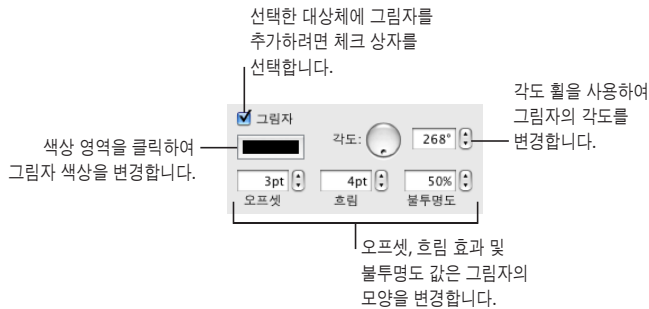 선택한 대상체에 그림자를
추가하려면 체크 상자를
선택합니다.
각도 휠을 사용하여
그림자의 각도를
변경합니다.
그림자
각도:
268°
색상 영역을 클릭하여
그림자 색상을 변경합니다.
3pt
4pt
50%
오프셋
흐림
불투명도
오프셋, 흐림 효과 및
불투명도 값은 그림자의
모양을 변경합니다.